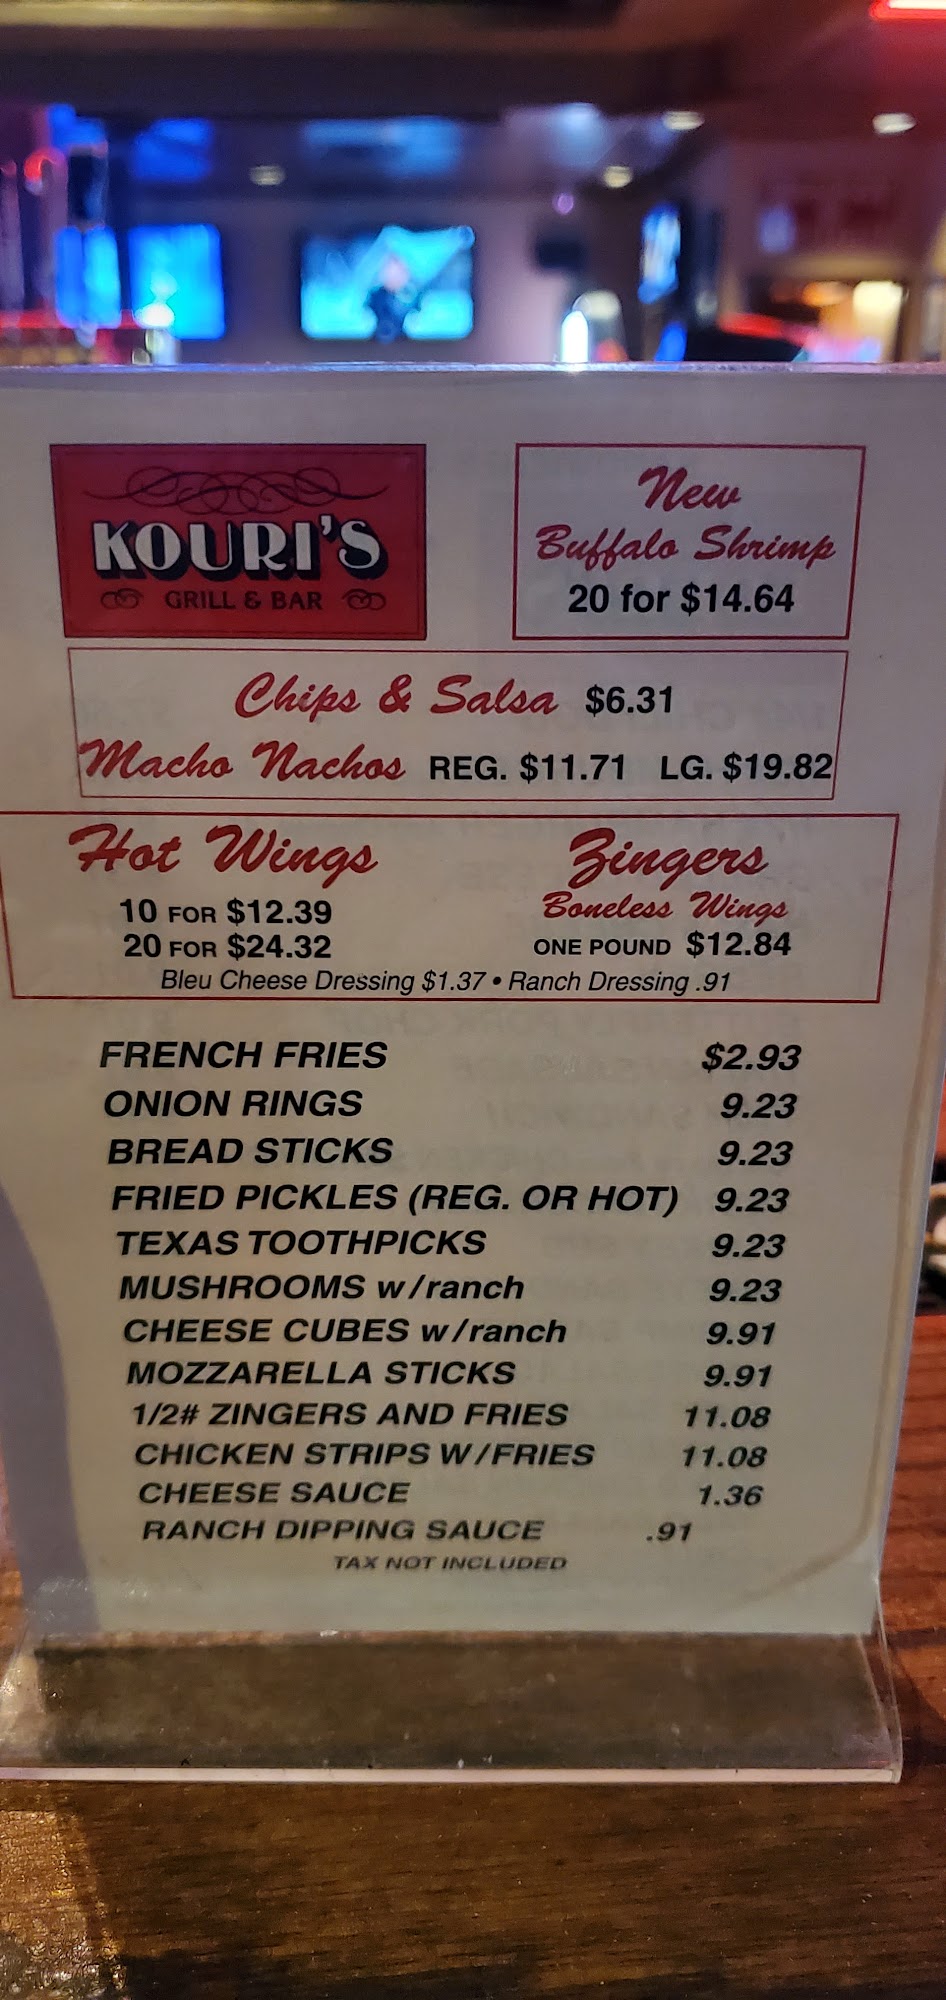 KOURI'S
GRILL & BAR
New
Buffalo Shrimp
20 for $14.64
Chips & Salsa $6.31
Macho Nachos REG. $11.71 LG. $19.82
Hot Wings
10 FOR $12.39
20 FOR $24.32
Zingers
Boneless Wings
ONE POUND $12.84
Bleu Cheese Dressing $1.37 • Ranch Dressing .91
FRENCH FRIES $2.93
ONION RINGS 9.23
BREAD STICKS 9.23
FRIED PICKLES (REG. OR HOT) 9.23
TEXAS TOOTHPICKS 9.23
MUSHROOMS w/ranch 9.23
CHEESE CUBES w/ranch 9.91
MOZZARELLA STICKS 9.91
1/2# ZINGERS AND FRIES 11.08
CHICKEN STRIPS W/FRIES 11.08
CHEESE SAUCE 1.36
RANCH DIPPING SAUCE .91
TAX NOT INCLUDED